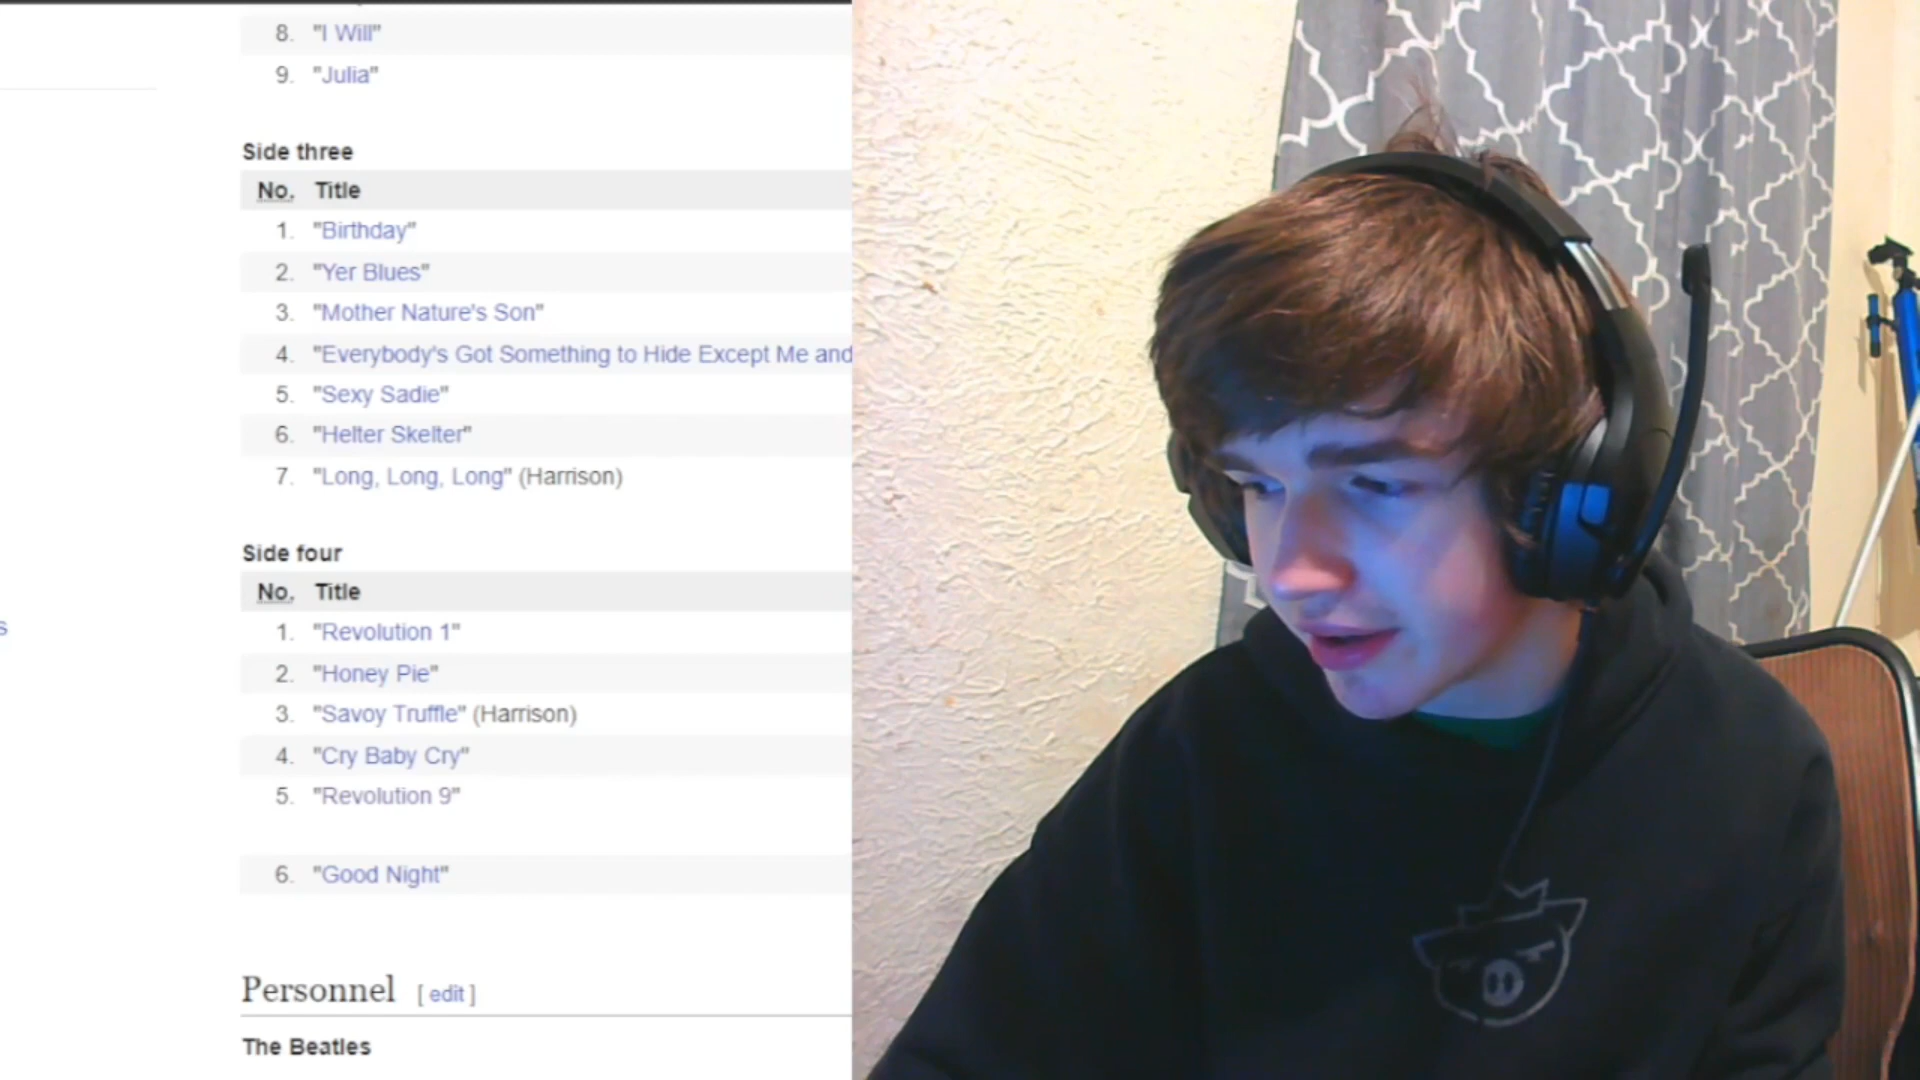 8. "I Will"
9. "Julia"
Side three
No. Title
1. "Birthday"
2. "Yer Blues"
3. "Mother Nature's Son"
4. "Everybody's Got Something to Hide Except Me and
5. "Sexy Sadie"
6. "Helter Skelter"
7. "Long, Long, Long" (Harrison)
Side four
No. Title
1. "Revolution 1"
2. "Honey Pie"
3. "Savoy Truffle" (Harrison)
4. "Cry Baby Cry"
5. "Revolution 9"
s
6. "Good Night"
Personnel [ edit ]
The Beatles